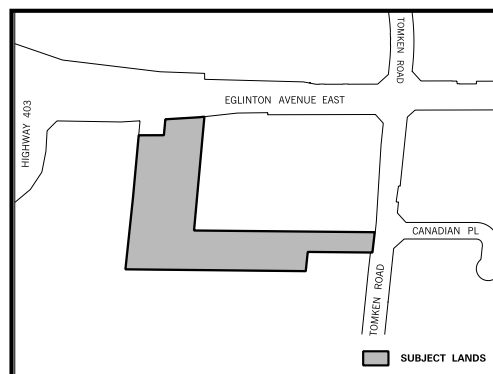 TOMKEN ROAD
EGLINTON AVENUE EAST
HIGHWAY 403
CANADIAN PL
TOMKEN ROAD
SUBJECT LANDS